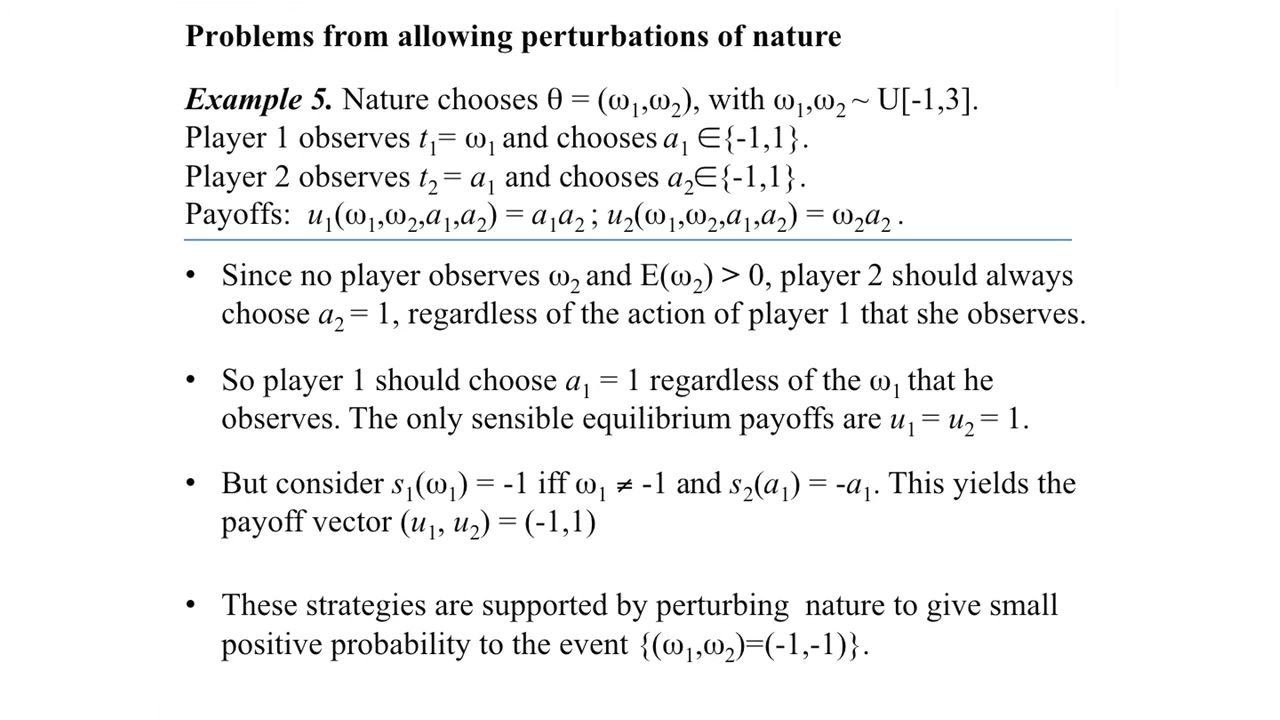 Problems from allowing perturbations of nature
Example 5. Nature chooses θ = (ω₁,ω₂), with ω₁,ω₂ ~ U[-1,3].
Player 1 observes t₁= ω₁ and chooses a₁ ∈{-1,1}.
Player 2 observes t₂ = a₁ and chooses a₂∈{-1,1}.
Payoffs: u₁(ω₁,ω₂,a₁,a₂) = a₁a₂ ; u₂(ω₁,ω₂,a₁,a₂) = ω₂a₂ .
• Since no player observes ω₂ and E(ω₂) > 0, player 2 should always
choose a₂ = 1, regardless of the action of player 1 that she observes.
• So player 1 should choose a₁ = 1 regardless of the ω₁ that he
observes. The only sensible equilibrium payoffs are u₁ = u₂ = 1.
• But consider s₁(ω₁) = -1 iff ω₁ ≠ -1 and s₂(a₁) = -a₁. This yields the
payoff vector (u₁, u₂) = (-1,1)
• These strategies are supported by perturbing nature to give small
positive probability to the event {(ω₁,ω₂)=(-1,-1)}.